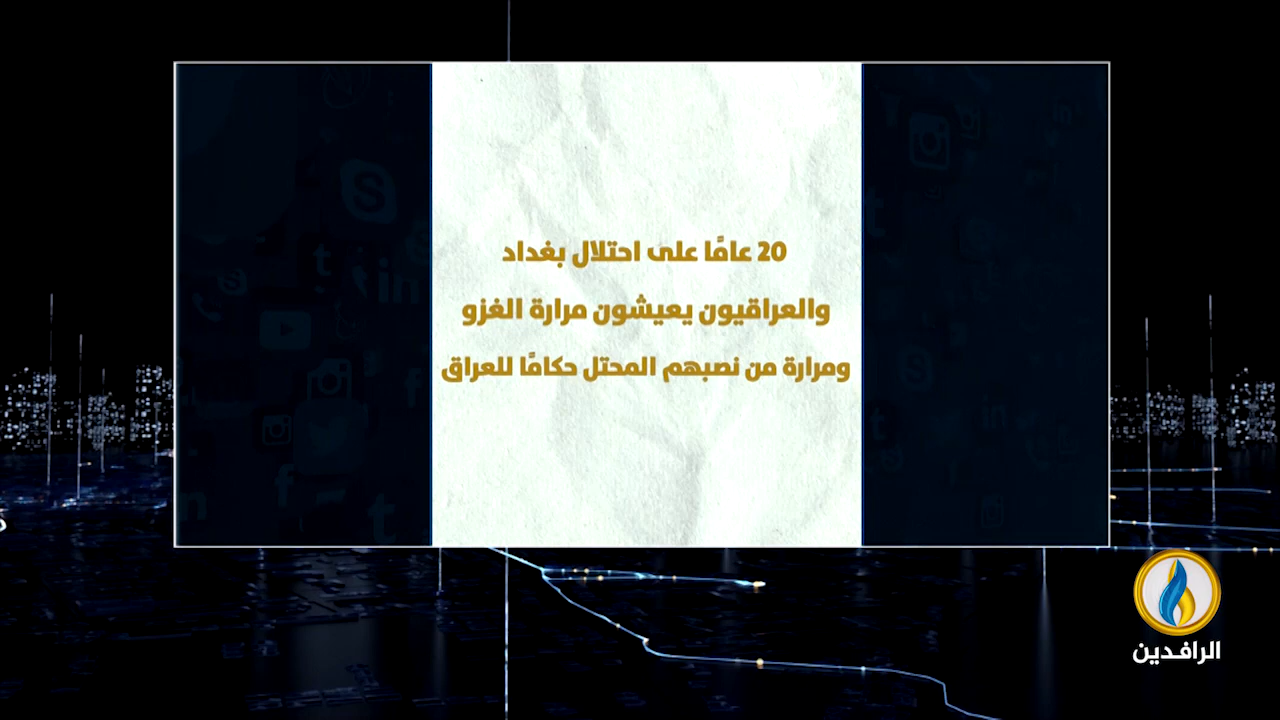 20 عامًا على احتلال بغداد
والعراقيون يعيشون مرارة الغزو
ومرارة من نصبهم المحتل حكامًا للعراق
الرافدين